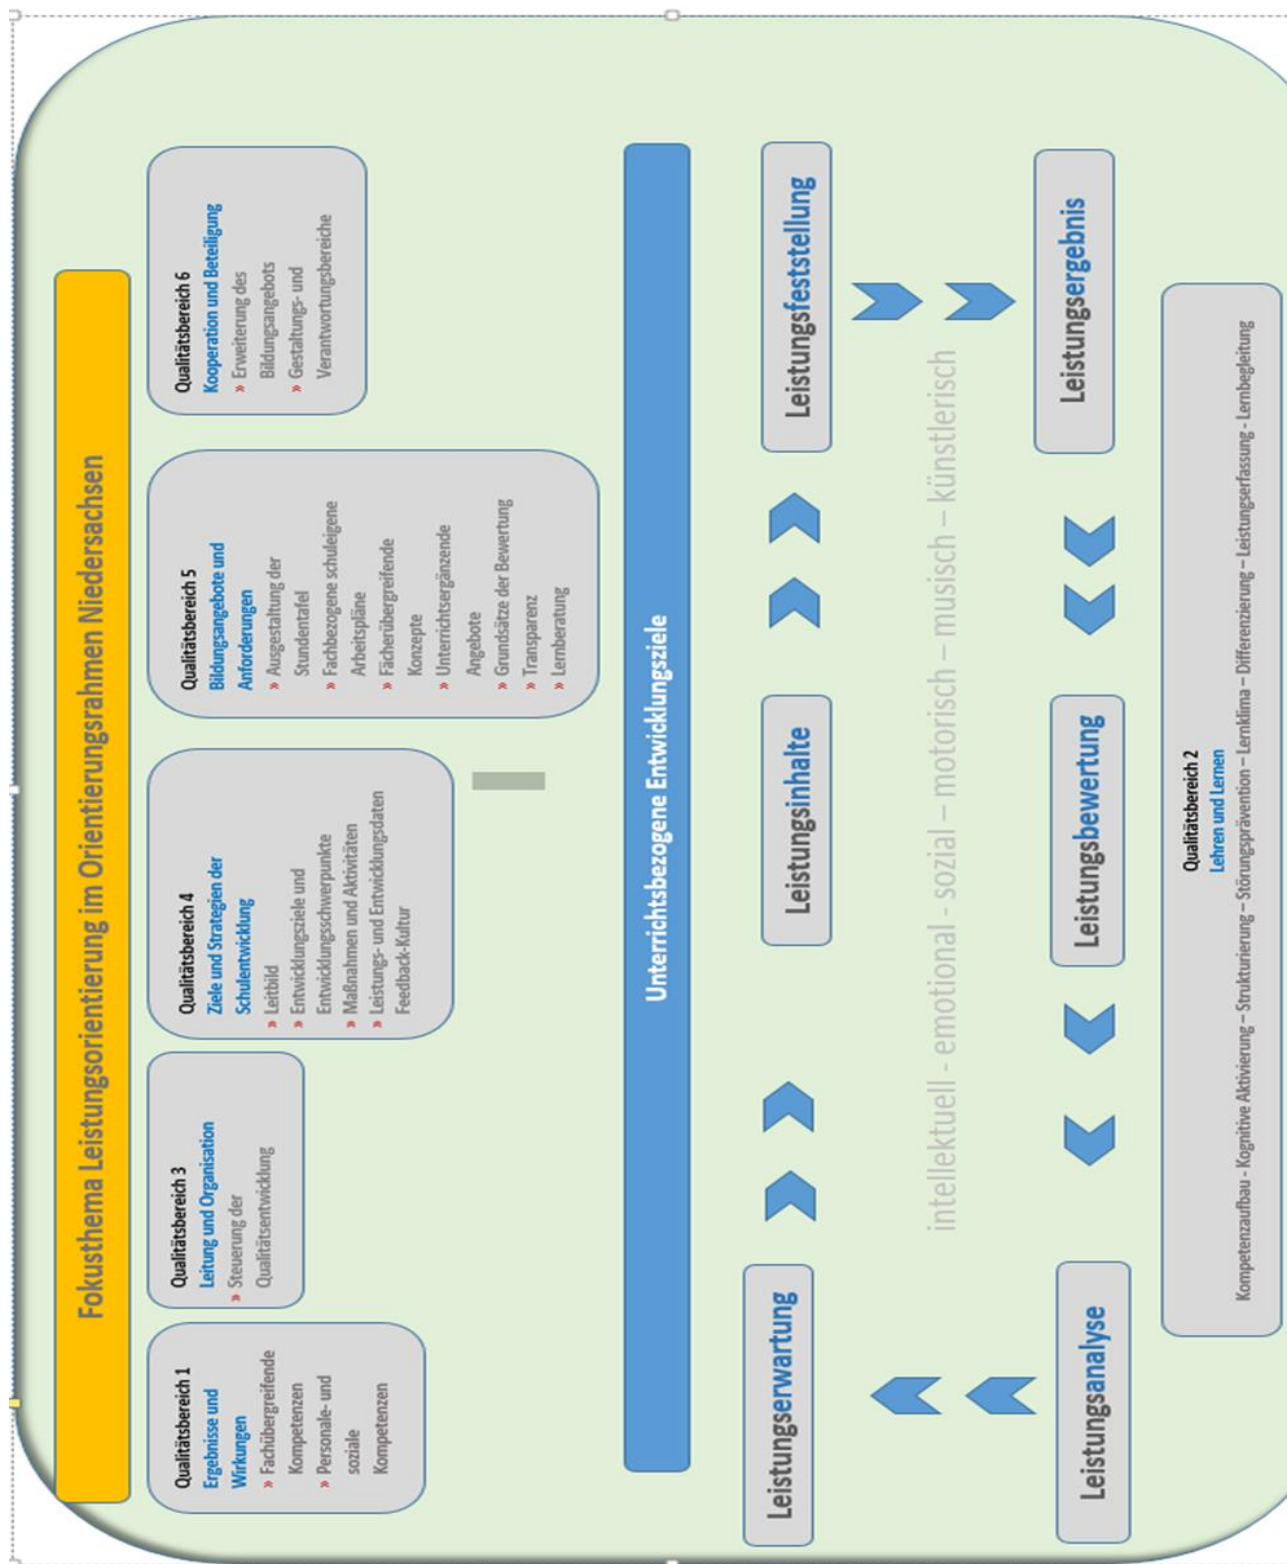 Fokusthema Leistungsorientierung im Orientierungsrahmen Niedersachsen
Qualitätsbereich 1
Ergebnisse und
Wirkungen
» Fachübergreifende
Kompetenzen
» Personale- und
soziale
Kompetenzen
Qualitätsbereich 3
Leitung und Organisation
» Steuerung der
Qualitätsentwicklung
Qualitätsbereich 4
Ziele und Strategien der
Schulentwicklung
» Leitbild
» Entwicklungsziele und
Entwicklungsschwerpunkte
» Maßnahmen und Aktivitäten
» Leistungs- und Entwicklungsdaten
Feedback-Kultur
Qualitätsbereich 5
Bildungsangebote und
Anforderungen
» Ausgestaltung der
Stundentafel
» Fachbezogene schuleigene
Arbeitspläne
» Fächerübergreifende
Konzepte
» Unterrichtsergänzende
Angebote
» Grundsätze der Bewertung
» Transparenz
» Lernberatung
Qualitätsbereich 6
Kooperation und Beteiligung
» Erweiterung des
Bildungsangebots
» Gestaltungs- und
Verantwortungsbereiche
Unterrichtsbezogene Entwicklungsziele
Leistungserwartung
Leistungsinhalte
Leistungsfeststellung
intellektuell - emotional - sozial – motorisch – musisch – künstlerisch
Leistungsanalyse
Leistungsbewertung
Leistungsergebnis
Qualitätsbereich 2
Lehren und Lernen
Kompetenzaufbau - Kognitive Aktivierung – Strukturierung – Störungsprävention – Lernklima – Differenzierung – Leistungserfassung - Lernbegleitung